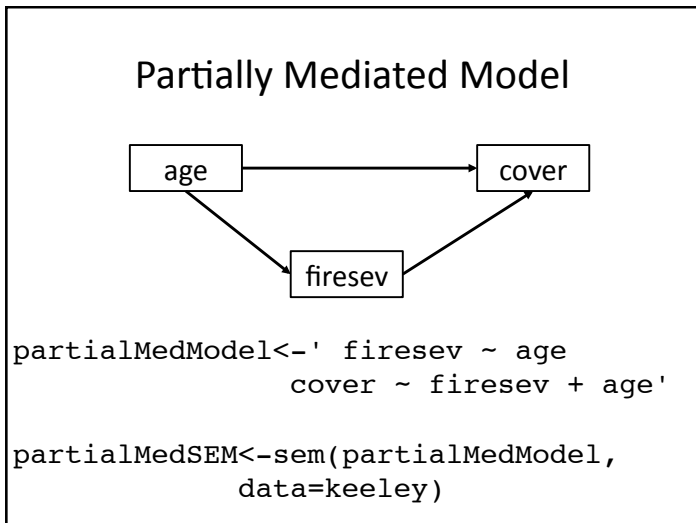 Partially Mediated Model
age
cover
firesev
partialMedModel<-' firesev ~ age
cover ~ firesev + age'
partialMedSEM<-sem(partialMedModel,
data=keeley)